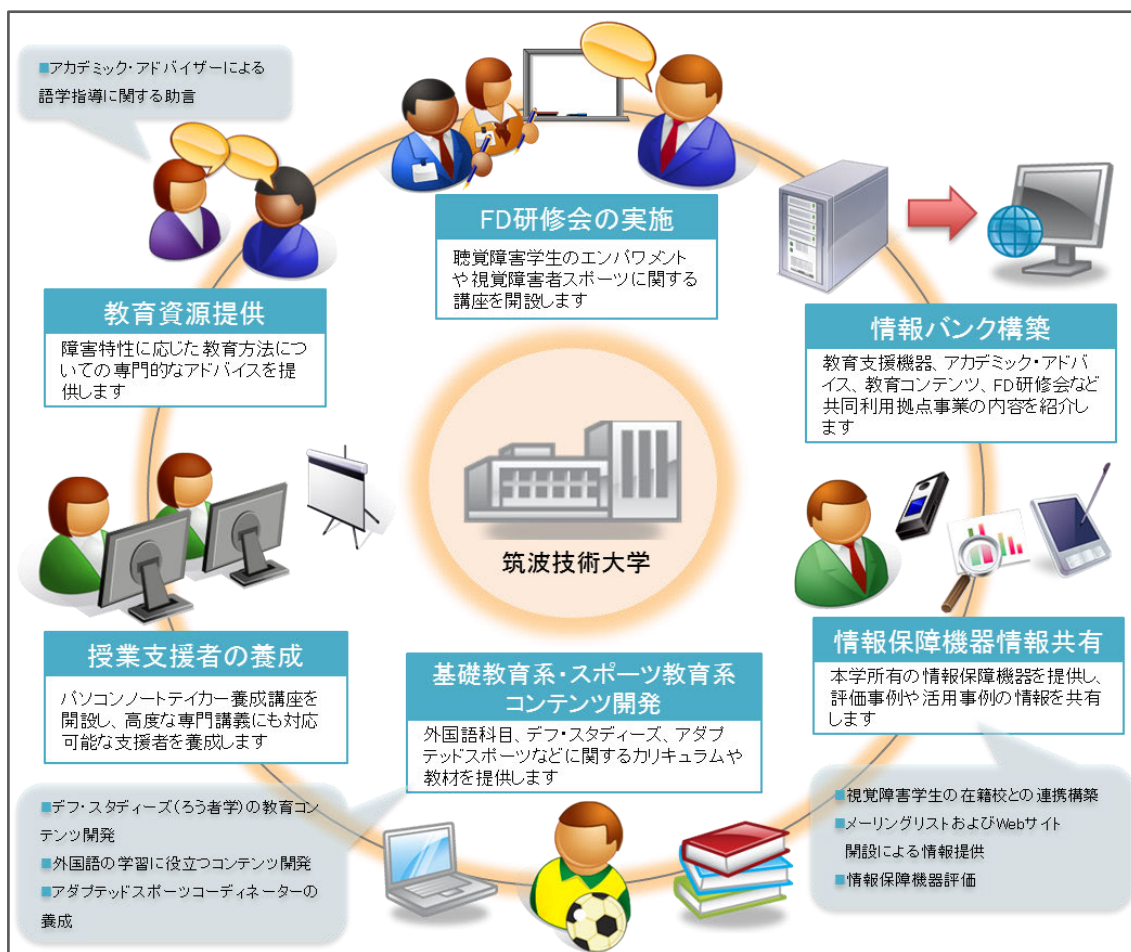 ■アカデミック・アドバイザーによる
語学指導に関する助言
FD研修会の実施
聴覚障害学生のエンパワメント
や視覚障害者スポーツに関する
講座を開設します
教育資源提供
障害特性に応じた教育方法につ
いての専門的なアドバイスを提
供します
情報バンク構築
教育支援機器、アカデミック・アドバ
イス、教育コンテンツ、FD研修会など
共同利用拠点事業の内容を紹介し
ます
筑波技術大学
授業支援者の養成
パソコンノートテイカー養成講座を
開設し、高度な専門講義にも対応
可能な支援者を養成します
基礎教育系・スポーツ教育系
コンテンツ開発
外国語科目、デフ・スタディーズ、アダプ
テッドスポーツなどに関するカリキュラムや
教材を提供します
情報保障機器情報共有
本学所有の情報保障機器を提供し、
評価事例や活用事例の情報を共有
します
■デフ・スタディーズ(ろう者学)の教育コン
テンツ開発
■外国語の学習に役立つコンテンツ開発
■アダプテッドスポーツコーディネーターの
養成
■視覚障害学生の在籍校との連携構築
■メーリングリストおよびWebサイト
開設による情報提供
■情報保障機器評価